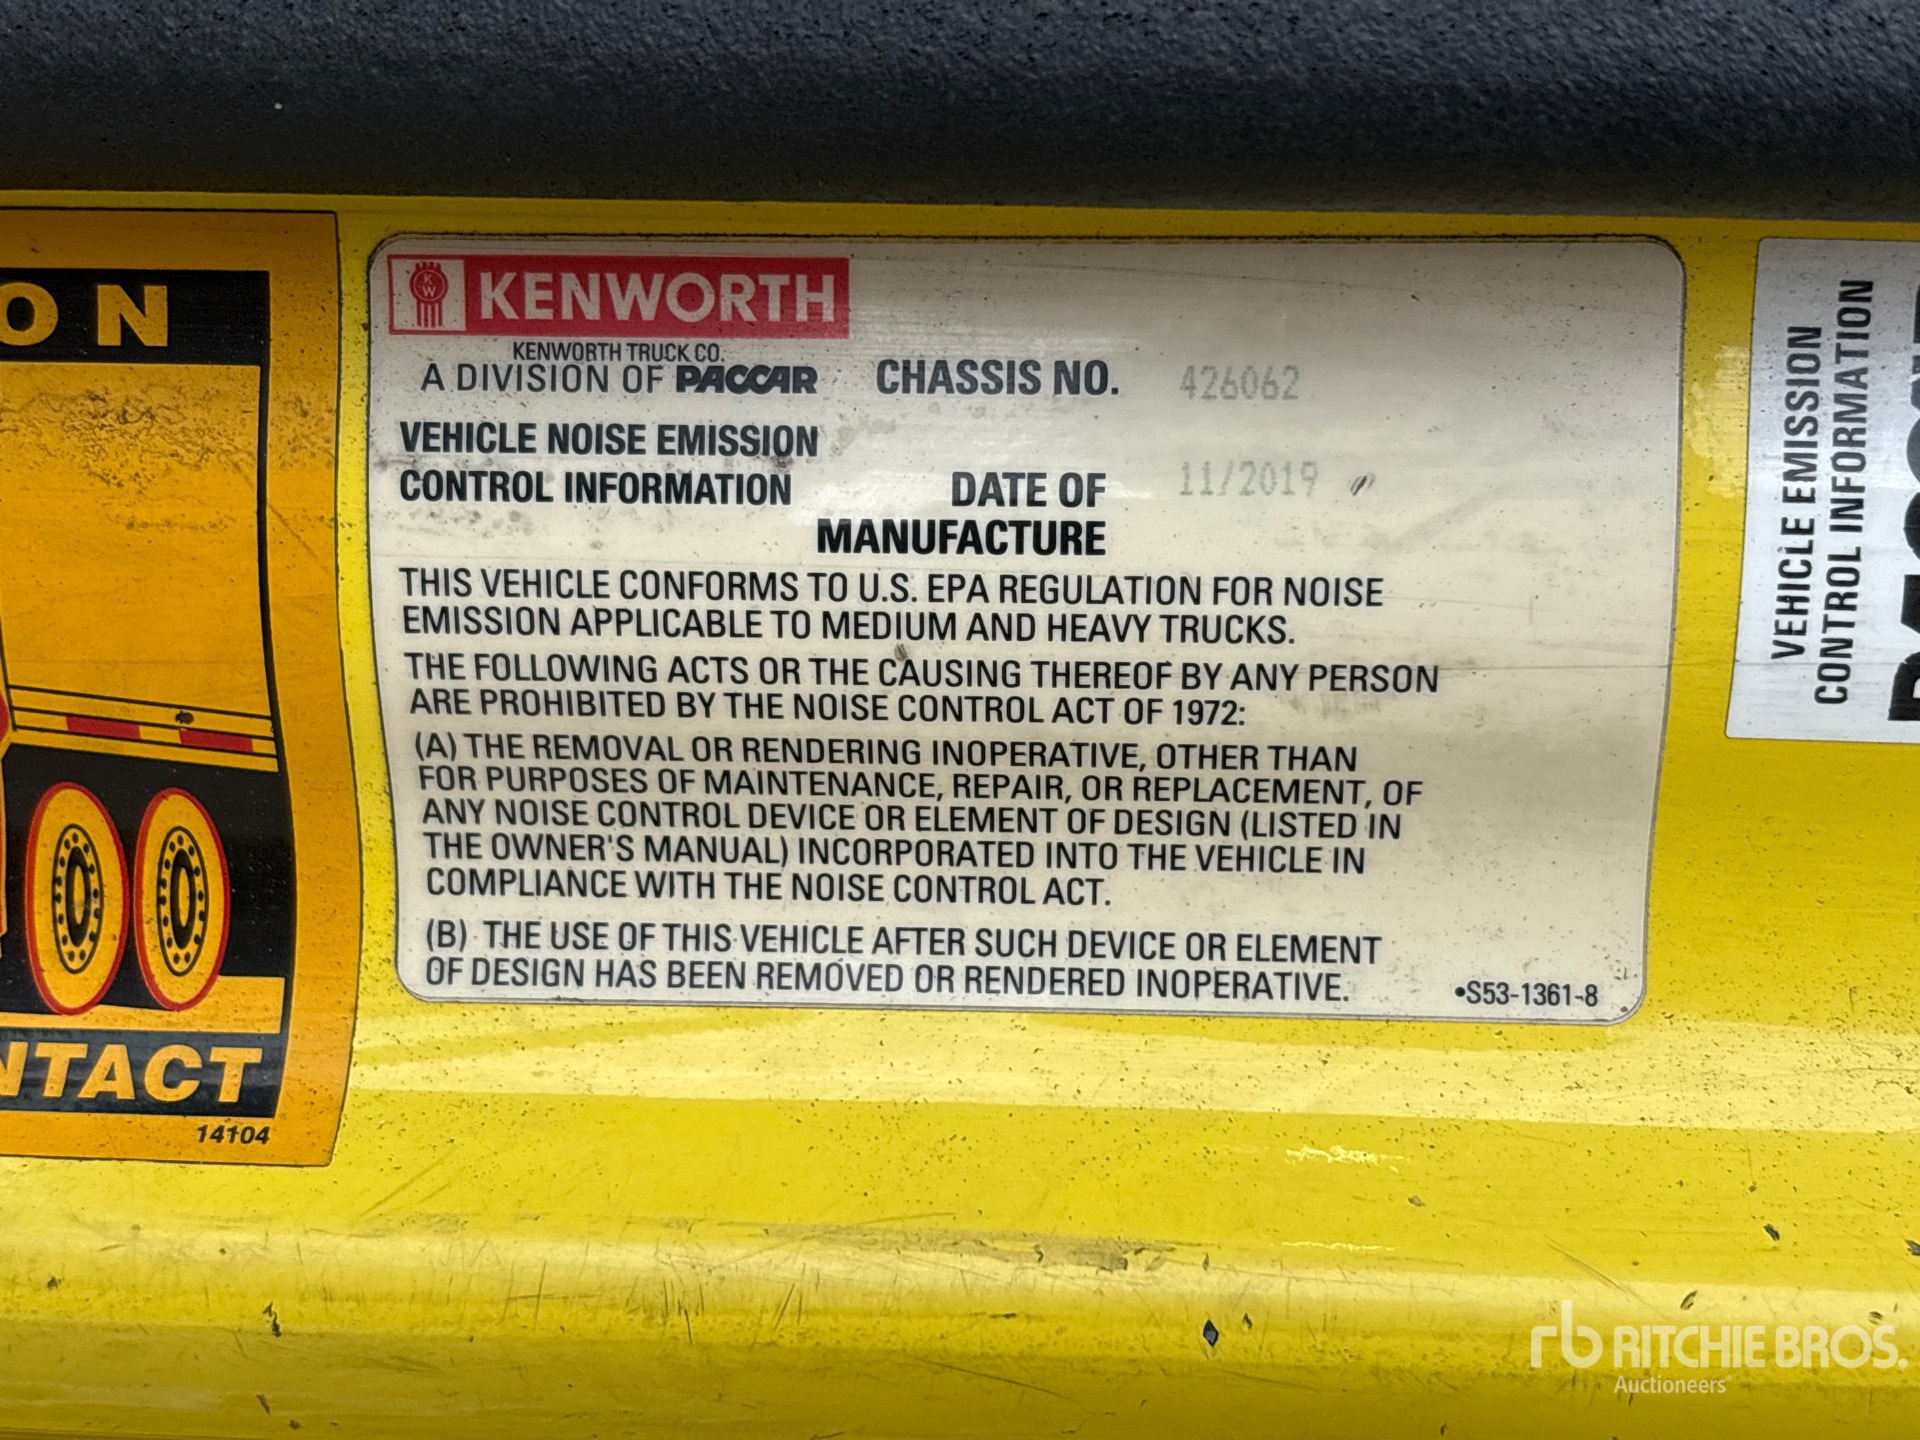 ON
NTACT
14104
KW
KENWORTH
KENWORTH TRUCK CO.
A DIVISION OF PACCAR
CHASSIS NO. 426062
VEHICLE NOISE EMISSION
CONTROL INFORMATION
DATE OF
MANUFACTURE
11/2019
THIS VEHICLE CONFORMS TO U.S. EPA REGULATION FOR NOISE
EMISSION APPLICABLE TO MEDIUM AND HEAVY TRUCKS.
THE FOLLOWING ACTS OR THE CAUSING THEREOF BY ANY PERSON
ARE PROHIBITED BY THE NOISE CONTROL ACT OF 1972:
(A) THE REMOVAL OR RENDERING INOPERATIVE, OTHER THAN
FOR PURPOSES OF MAINTENANCE, REPAIR, OR REPLACEMENT, OF
ANY NOISE CONTROL DEVICE OR ELEMENT OF DESIGN (LISTED IN
THE OWNER'S MANUAL) INCORPORATED INTO THE VEHICLE IN
COMPLIANCE WITH THE NOISE CONTROL ACT.
(B) THE USE OF THIS VEHICLE AFTER SUCH DEVICE OR ELEMENT
OF DESIGN HAS BEEN REMOVED OR RENDERED INOPERATIVE.
•S53-1361-8
VEHICLE EMISSION
CONTROL INFORMATION
rb RITCHIE BROS.
Auctioneers